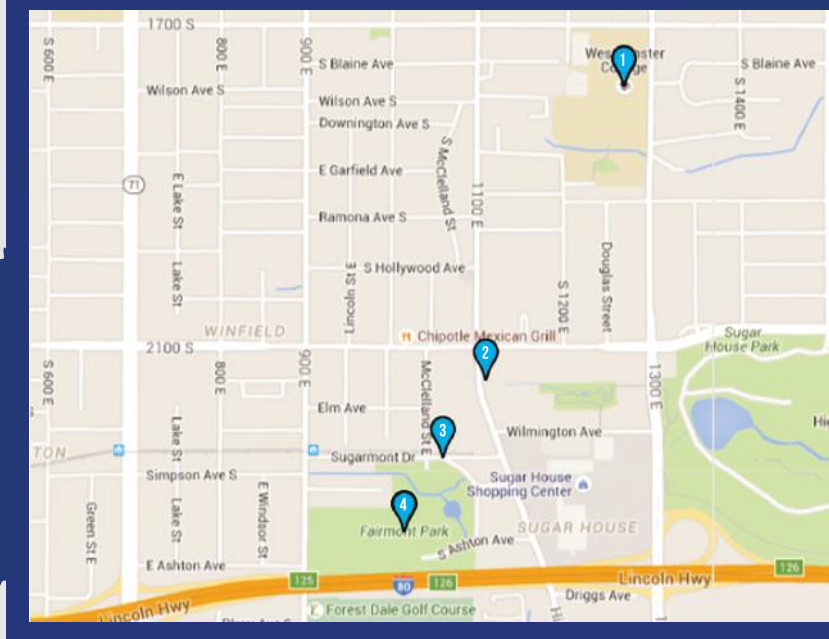 1700 S
S 600 E
800 E
900 E
S Blaine Ave
Westminster
College
1
S Blaine Ave
Wilson Ave S
Wilson Ave S
S 1400 E
Downington Ave S
S McClelland St
E Garfield Ave
71
E Lake St
1100 E
Ramona Ave S
Lake St
Lincoln St E
S Hollywood Ave
S 1200 E
Douglas Street
WINFIELD
Chipotle Mexican Grill
Sugar
House Park
2100 S
2
S 600 E
800 E
900 E
McClelland St E
1300 E
Elm Ave
Lake St
3
Wilmington Ave
TON
Sugarmont Dr
Simpson Ave S
Sugar House
Shopping Center
Green St E
Lake St
E Windsor St
4
Fairmont Park
SUGAR HOUSE
S Ashton Ave
E Ashton Ave
125
80
126
Lincoln Hwy
126
Lincoln Hwy
Driggs Ave
Forest Dale Golf Course